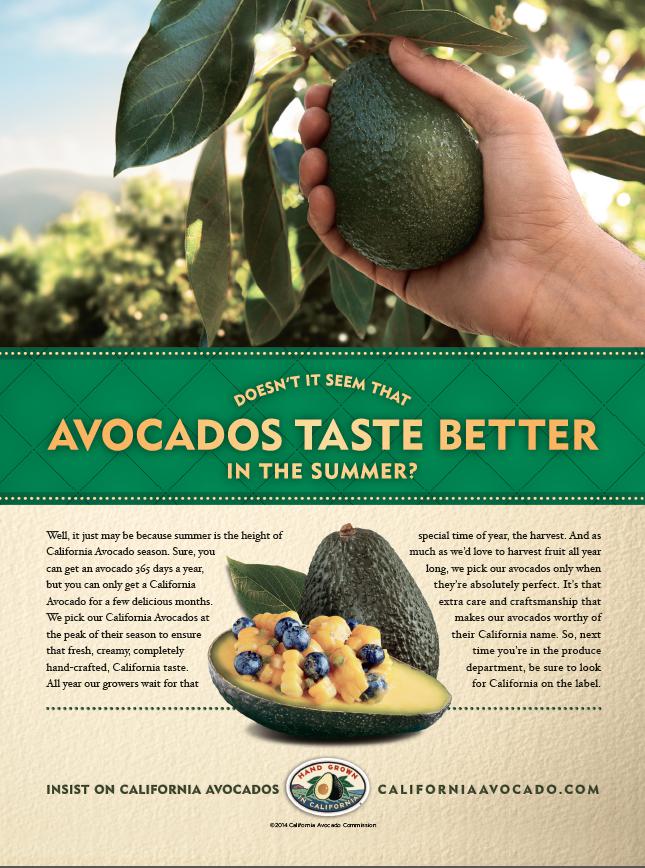 DOESN'T IT SEEM THAT
AVOCADOS TASTE BETTER
IN THE SUMMER?
Well, it just may be because summer is the height of
California Avocado season. Sure, you
can get an avocado 365 days a year,
but you can only get a California
Avocado for a few delicious months.
We pick our California Avocados at
the peak of their season to ensure
that fresh, creamy, completely
hand-crafted, California taste.
All year our growers wait for that
special time of year, the harvest. And as
much as we'd love to harvest fruit all year
long, we pick our avocados only when
they're absolutely perfect. It's that
extra care and craftsmanship that
makes our avocados worthy of
their California name. So, next
time you're in the produce
department, be sure to look
for California on the label.
INSIST ON CALIFORNIA AVOCADOS
HAND GROWN
IN CALIFORNIA
CALIFORNIAAVOCADO.COM
©2014 California Avocado Commission